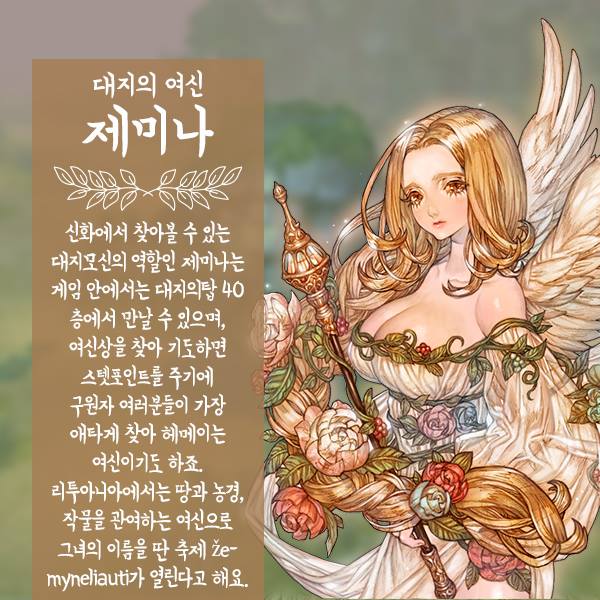 대지의 여신
제미나
신화에서 찾아볼 수 있는
대지모신의 역할인 제미나는
게임 안에서는 대지의탑 40
층에서 만날 수 있으며,
여신상을 찾아 기도하면
스텟포인트를 주기에
구원자 여러분들이 가장
애타게 찾아 헤메이는
여신이기도 하죠.
리투아니아에서는 땅과 농경,
작물을 관여하는 여신으로
그녀의 이름을 딴 축제 že-
myneliauti가 열린다고 해요.